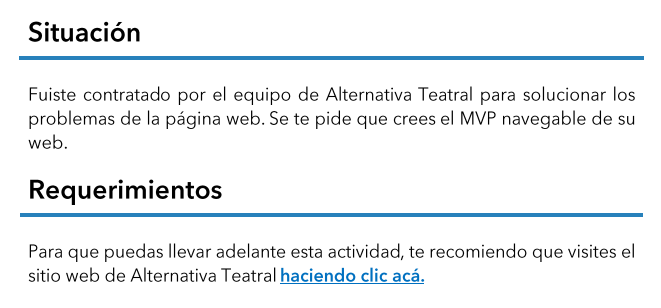 Situación
Fuiste contratado por el equipo de Alternativa Teatral para solucionar los
problemas de la página web. Se te pide que crees el MVP navegable de su
web.
Requerimientos
Para que puedas llevar adelante esta actividad, te recomiendo que visites el
sitio web de Alternativa Teatral haciendo clic acá.